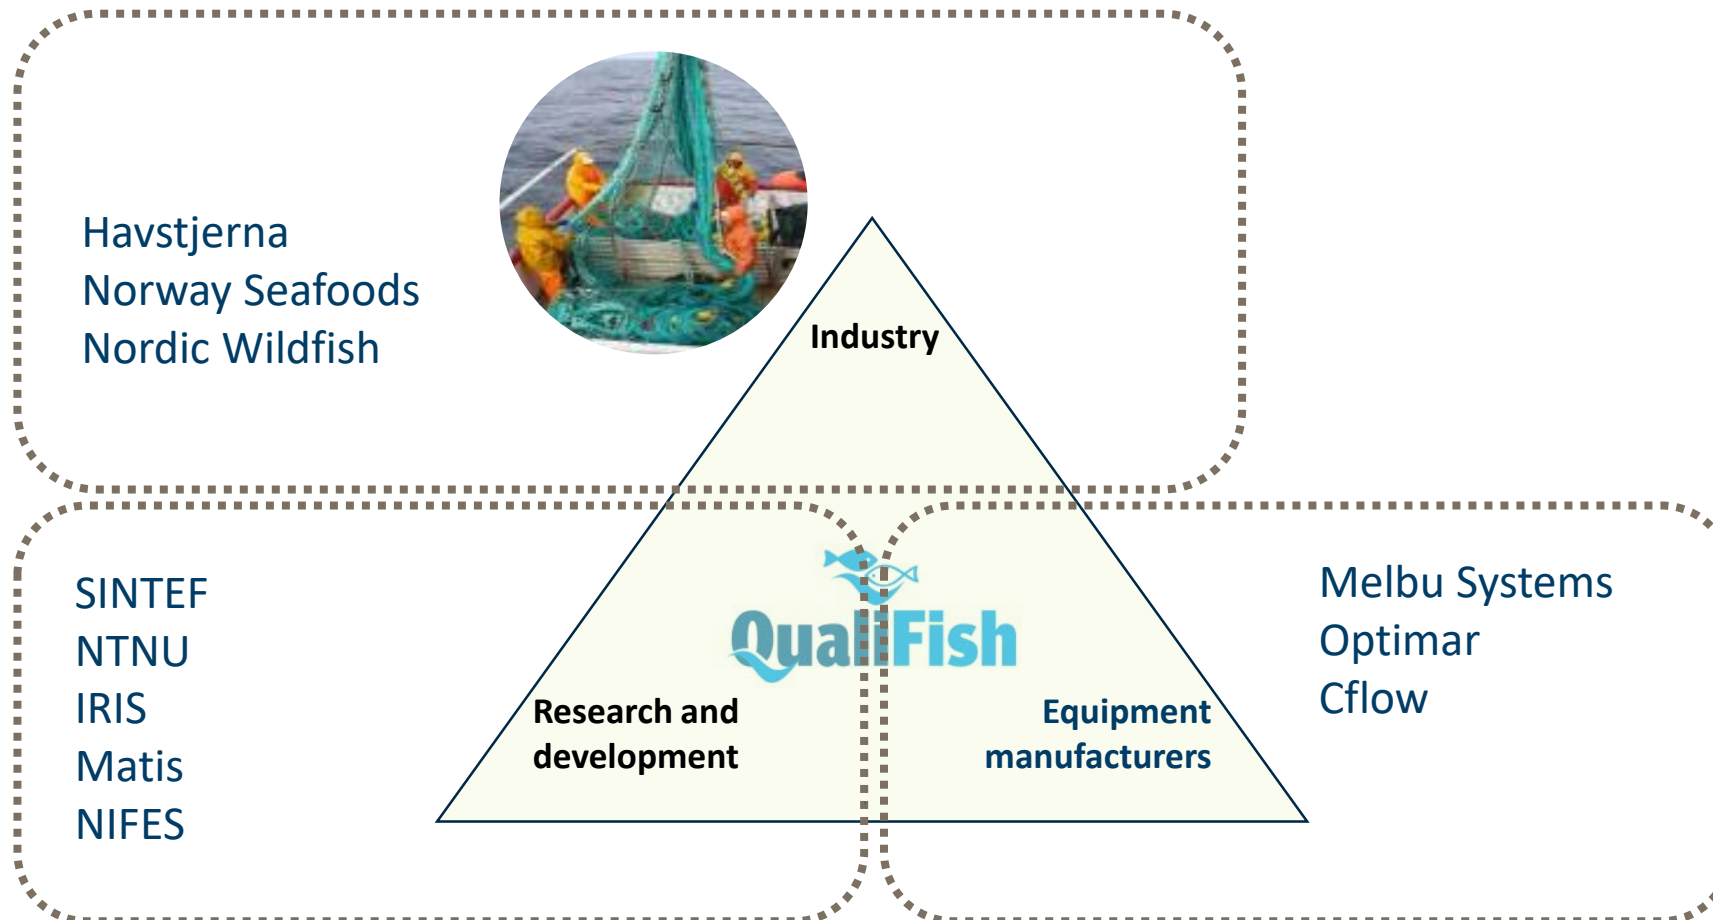 Havstjerna
Norway Seafoods
Nordic Wildfish
Industry
SINTEF
NTNU
IRIS
Matis
NIFES
QualiFish
Research and
development
Equipment
manufacturers
Melbu Systems
Optimar
Cflow